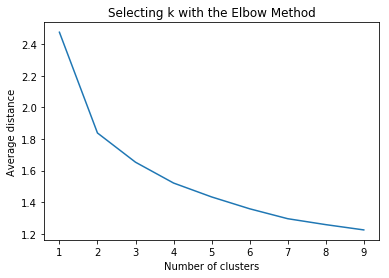 Selecting k with the Elbow Method
2.4
2.2
2.0
1.8
1.6
1.4
1.2
Average distance
1 2 3 4 5 6 7 8 9
Number of clusters